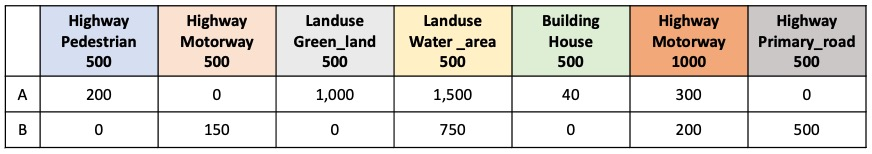 Highway Highway Landuse Landuse Building Highway Highway
Pedestrian Motorway Green_land Water _area House Motorway Primary_road
500 500 500 500 500 1000 500
A 200 0 1,000 1,500 40 300 0
B 0 150 0 750 0 200 500